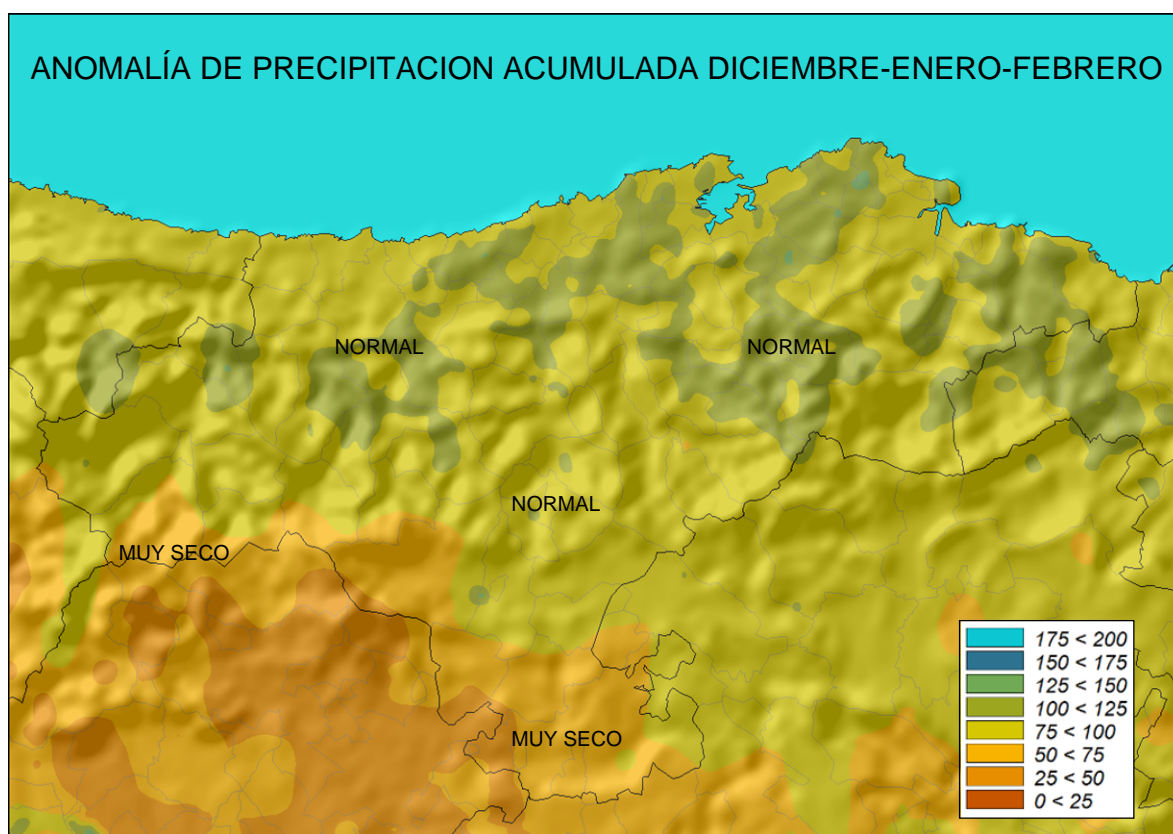 ANOMALÍA DE PRECIPITACION ACUMULADA DICIEMBRE-ENERO-FEBRERO
NORMAL
NORMAL
NORMAL
MUY SECO
MUY SECO
175 < 200
150 < 175
125 < 150
100 < 125
75 < 100
50 < 75
25 < 50
0 < 25